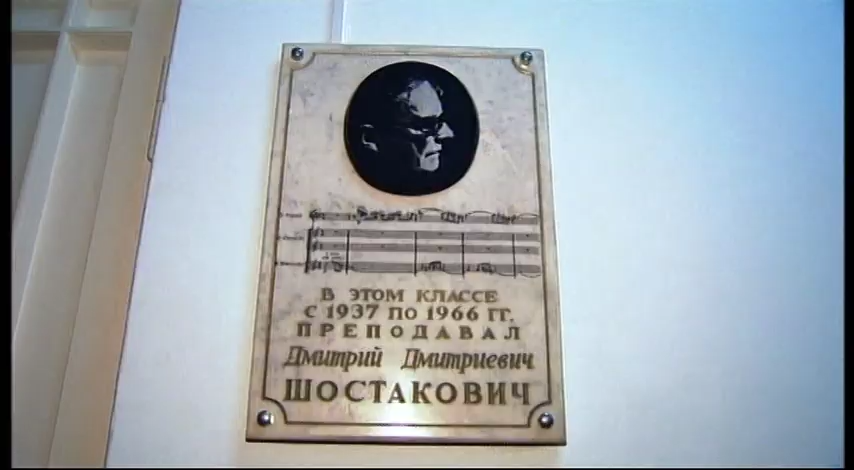 В ЭТОМ КЛАССЕ
С 1937 ПО 1966 ГГ.
ПРЕПОДАВАЛ
Дмитрий Дмитриевич
ШОСТАКОВИЧ